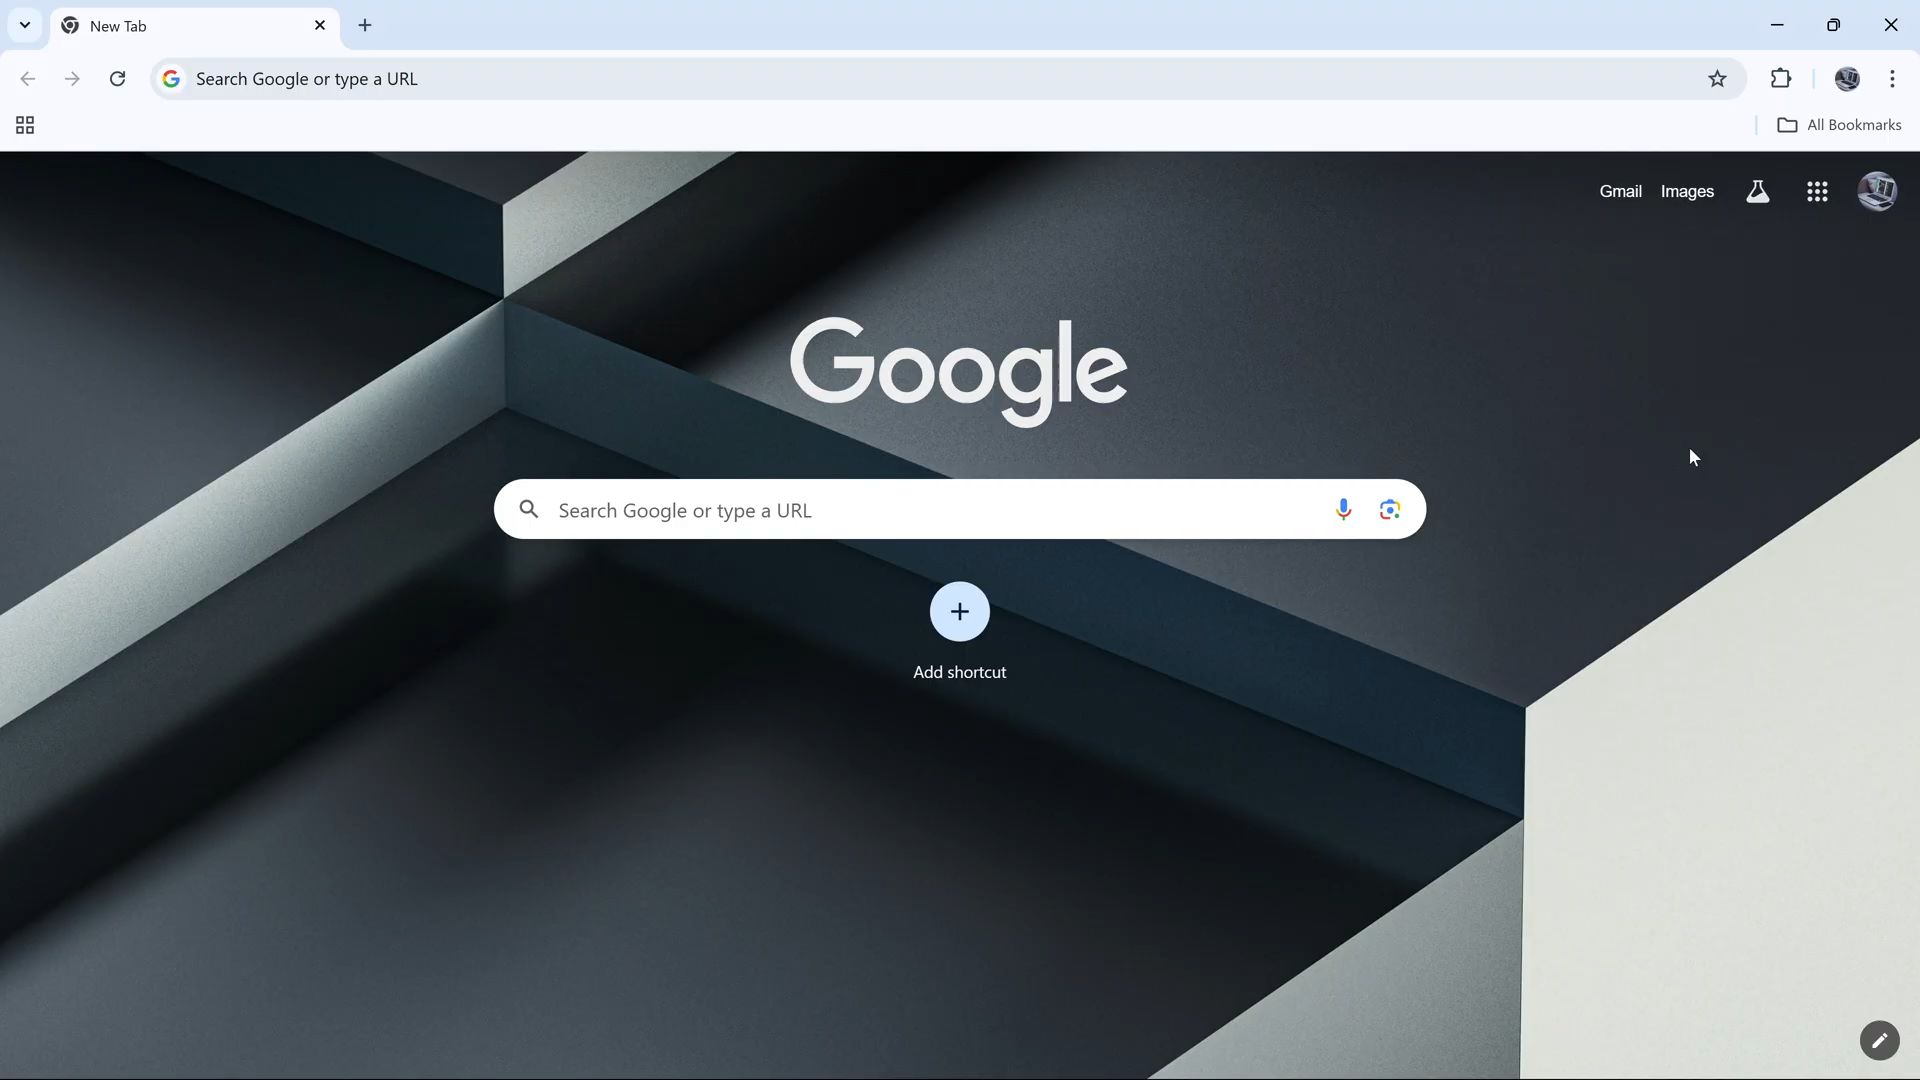 New Tab
Search Google or type a URL
All Bookmarks
Gmail Images
Google
Search Google or type a URL
Add shortcut